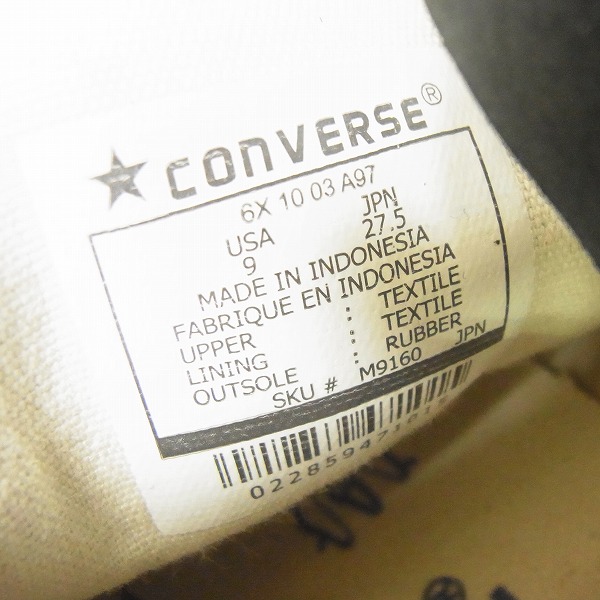 CONVERSE®
6X 10 03 A97
USA JPN
9 27.5
MADE IN INDONESIA
FABRIQUE EN INDONESIA
UPPER : TEXTILE
LINING : TEXTILE
OUTSOLE : RUBBER
SKU # M9160 JPN
®